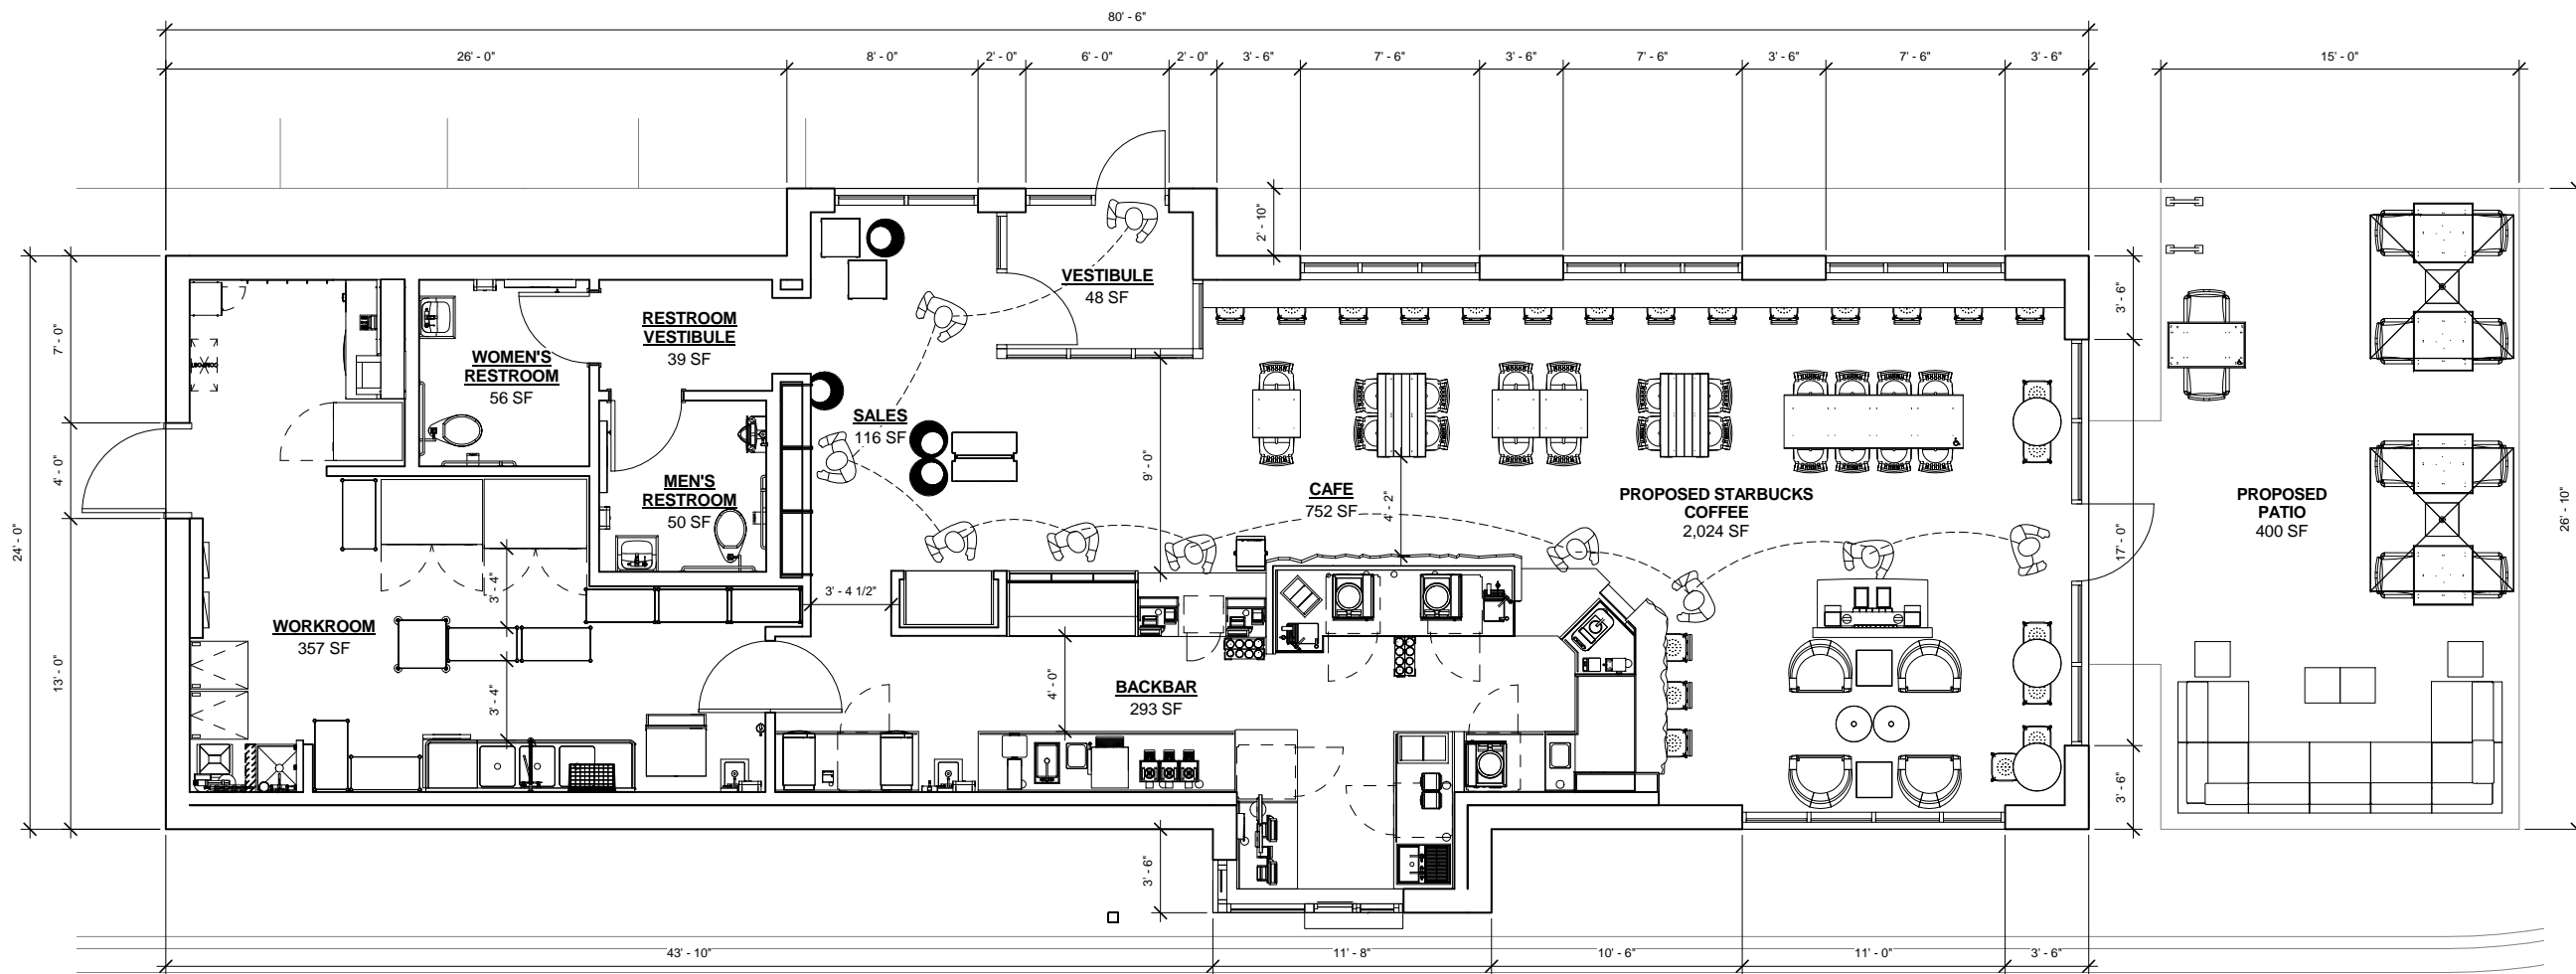 80' - 6"
26' - 0"
8' - 0"
2' - 0"
6' - 0"
2' - 0"
3' - 6"
7' - 6"
3' - 6"
7' - 6"
3' - 6"
7' - 6"
3' - 6"
15' - 0"
2' - 10"
VESTIBULE
48 SF
3' - 6"
RESTROOM
VESTIBULE
39 SF
7' - 0"
WOMEN'S
RESTROOM
56 SF
SALES
116 SF
9' - 0"
4' - 0"
24' - 0"
MEN'S
RESTROOM
50 SF
CAFE
752 SF
4' - 2"
PROPOSED STARBUCKS
COFFEE
2,024 SF
17' - 0"
PROPOSED
PATIO
400 SF
26' - 10"
3' - 4"
3' - 4 1/2"
WORKROOM
357 SF
13' - 0"
3' - 4"
4' - 0"
BACKBAR
293 SF
3' - 6"
3' - 6"
43' - 10"
11' - 8"
10' - 6"
11' - 0"
3' - 6"